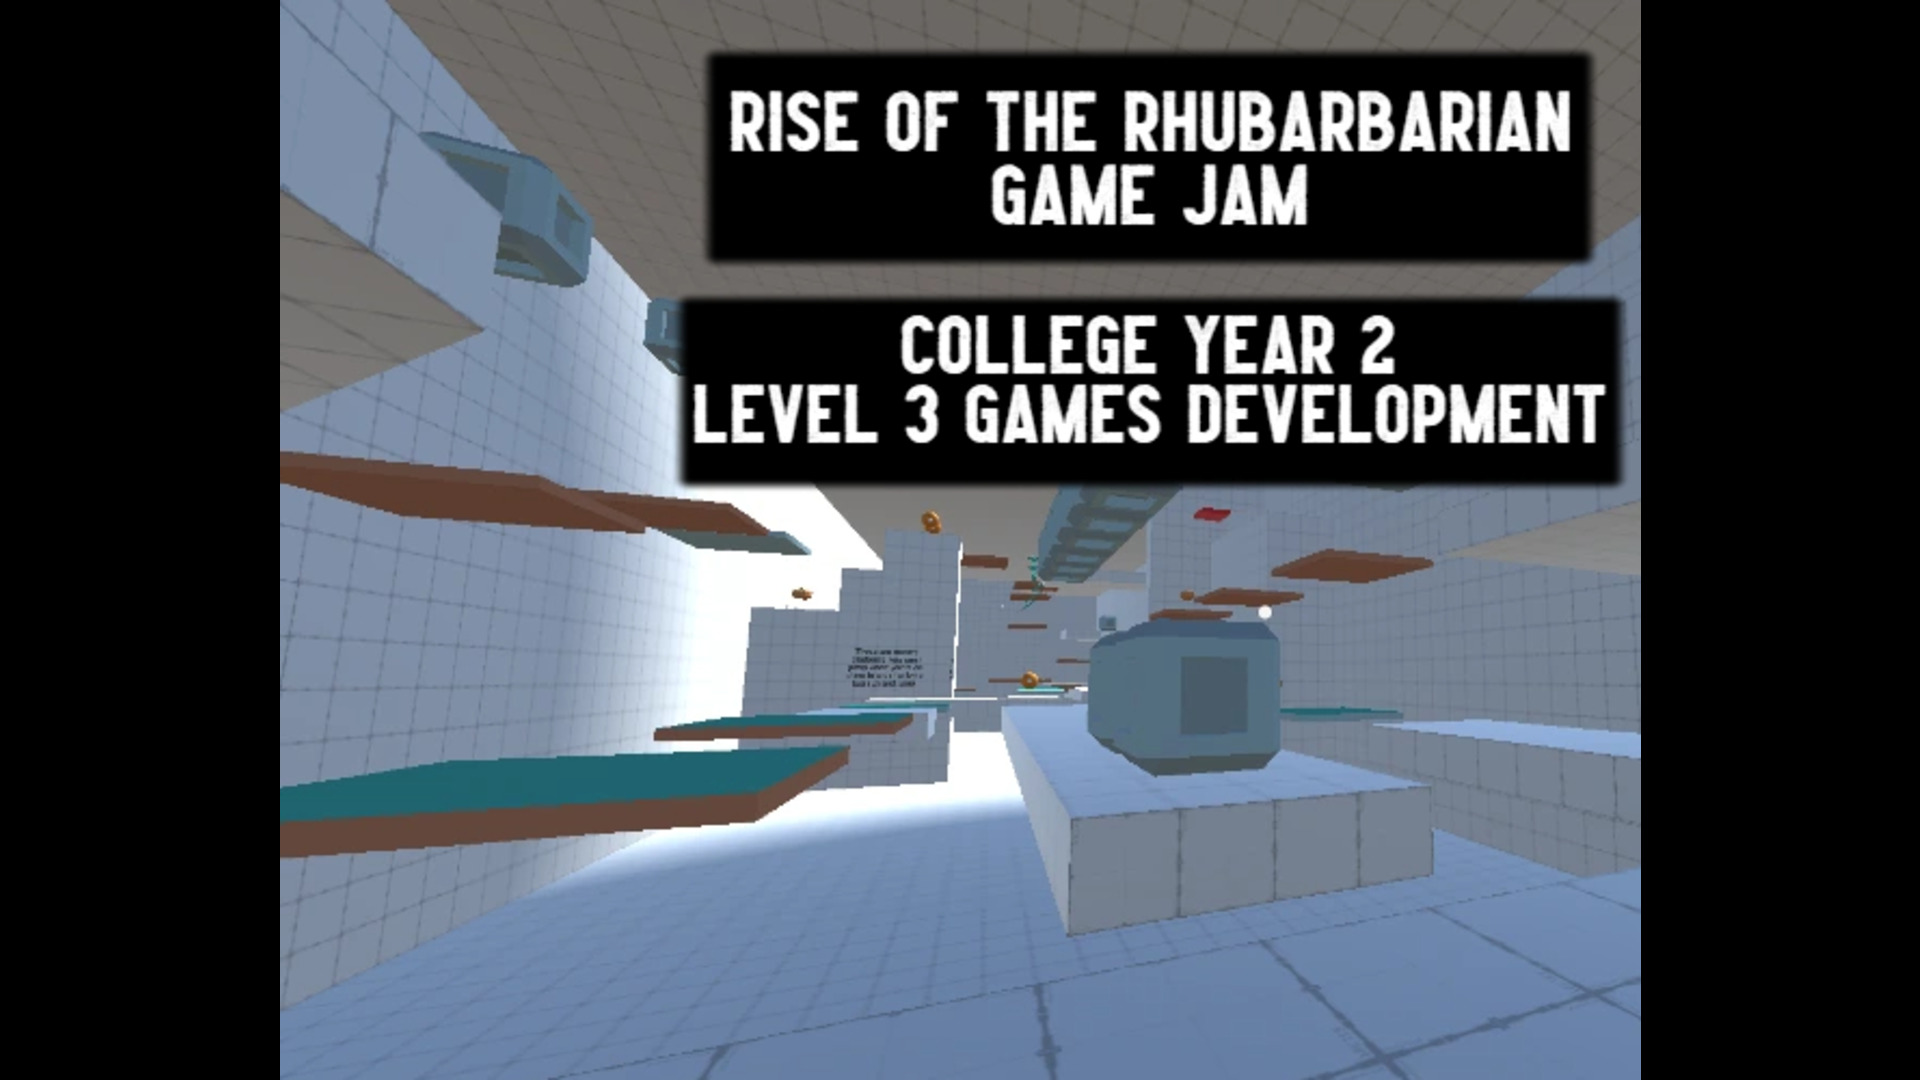 RISE OF THE RHUBARBARIAN
GAME JAM
COLLEGE YEAR 2
LEVEL 3 GAMES DEVELOPMENT